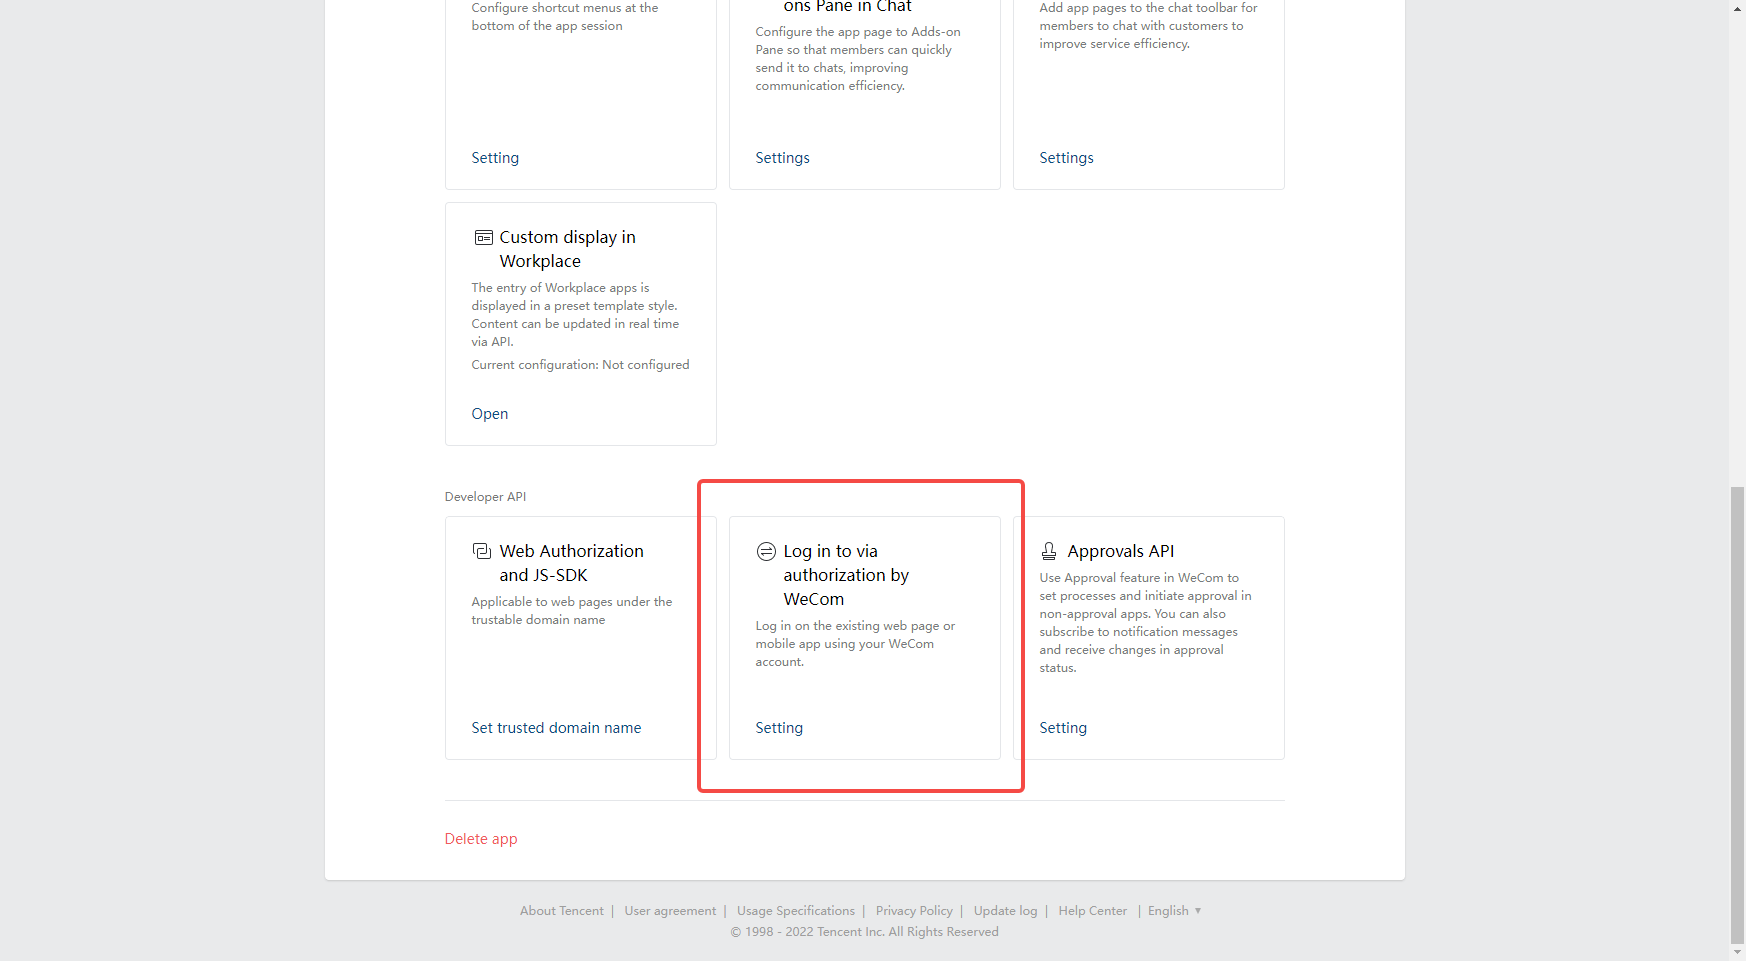 Configure shortcut menus at the
bottom of the app session
Setting
ons Pane in Chat
Configure the app page to Adds-on
Pane so that members can quickly
send it to chats, improving
communication efficiency.
Settings
Add app pages to the chat toolbar for
members to chat with customers to
improve service efficiency.
Settings
Custom display in
Workplace
The entry of Workplace apps is
displayed in a preset template style.
Content can be updated in real time
via API.
Current configuration: Not configured
Open
Developer API
Web Authorization
and JS-SDK
Applicable to web pages under the
trustable domain name
Set trusted domain name
Log in to via
authorization by
WeCom
Log in on the existing web page or
mobile app using your WeCom
account.
Setting
Approvals API
Use Approval feature in WeCom to
set processes and initiate approval in
non-approval apps. You can also
subscribe to notification messages
and receive changes in approval
status.
Setting
Delete app
About Tencent | User agreement | Usage Specifications | Privacy Policy | Update log | Help Center | English ▼
© 1998 - 2022 Tencent Inc. All Rights Reserved